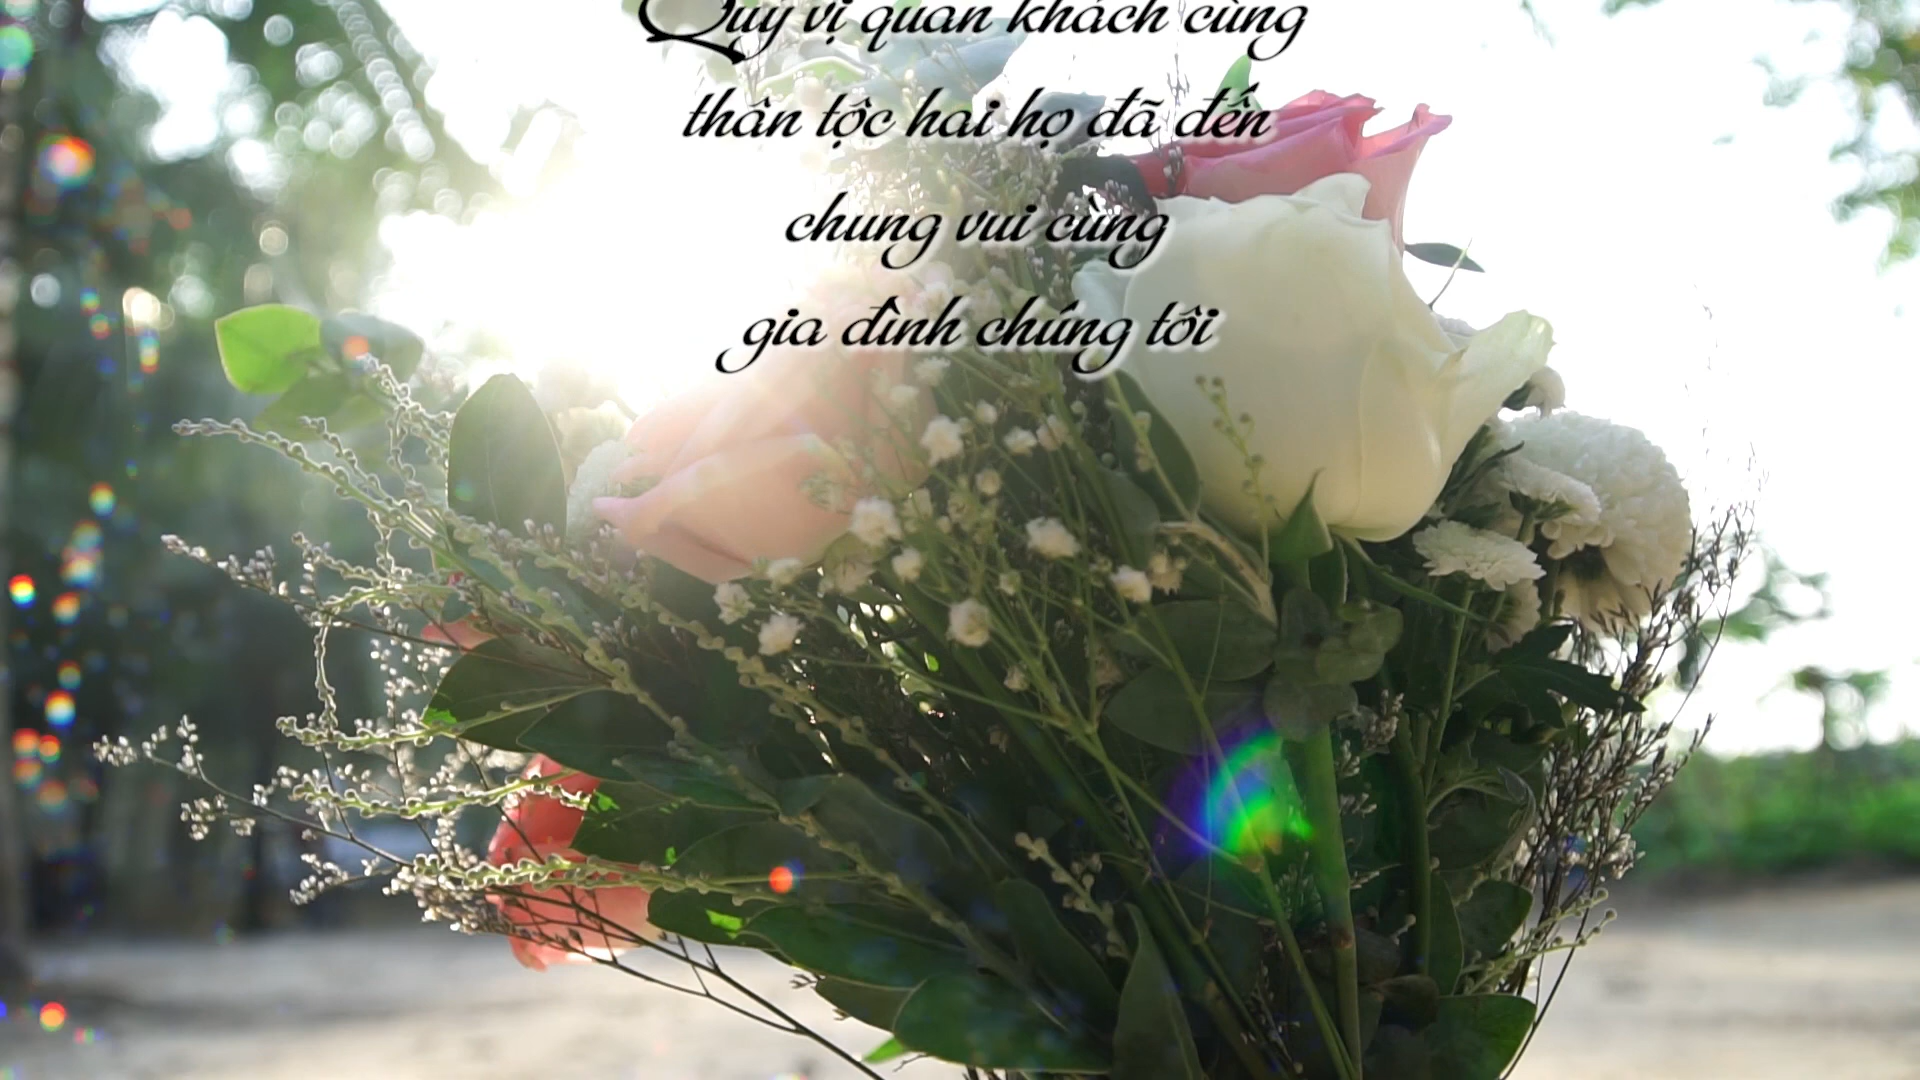 Quý vị quan khách cùng
thân tộc hai họ đã đến
chung vui cùng
gia đình chúng tôi